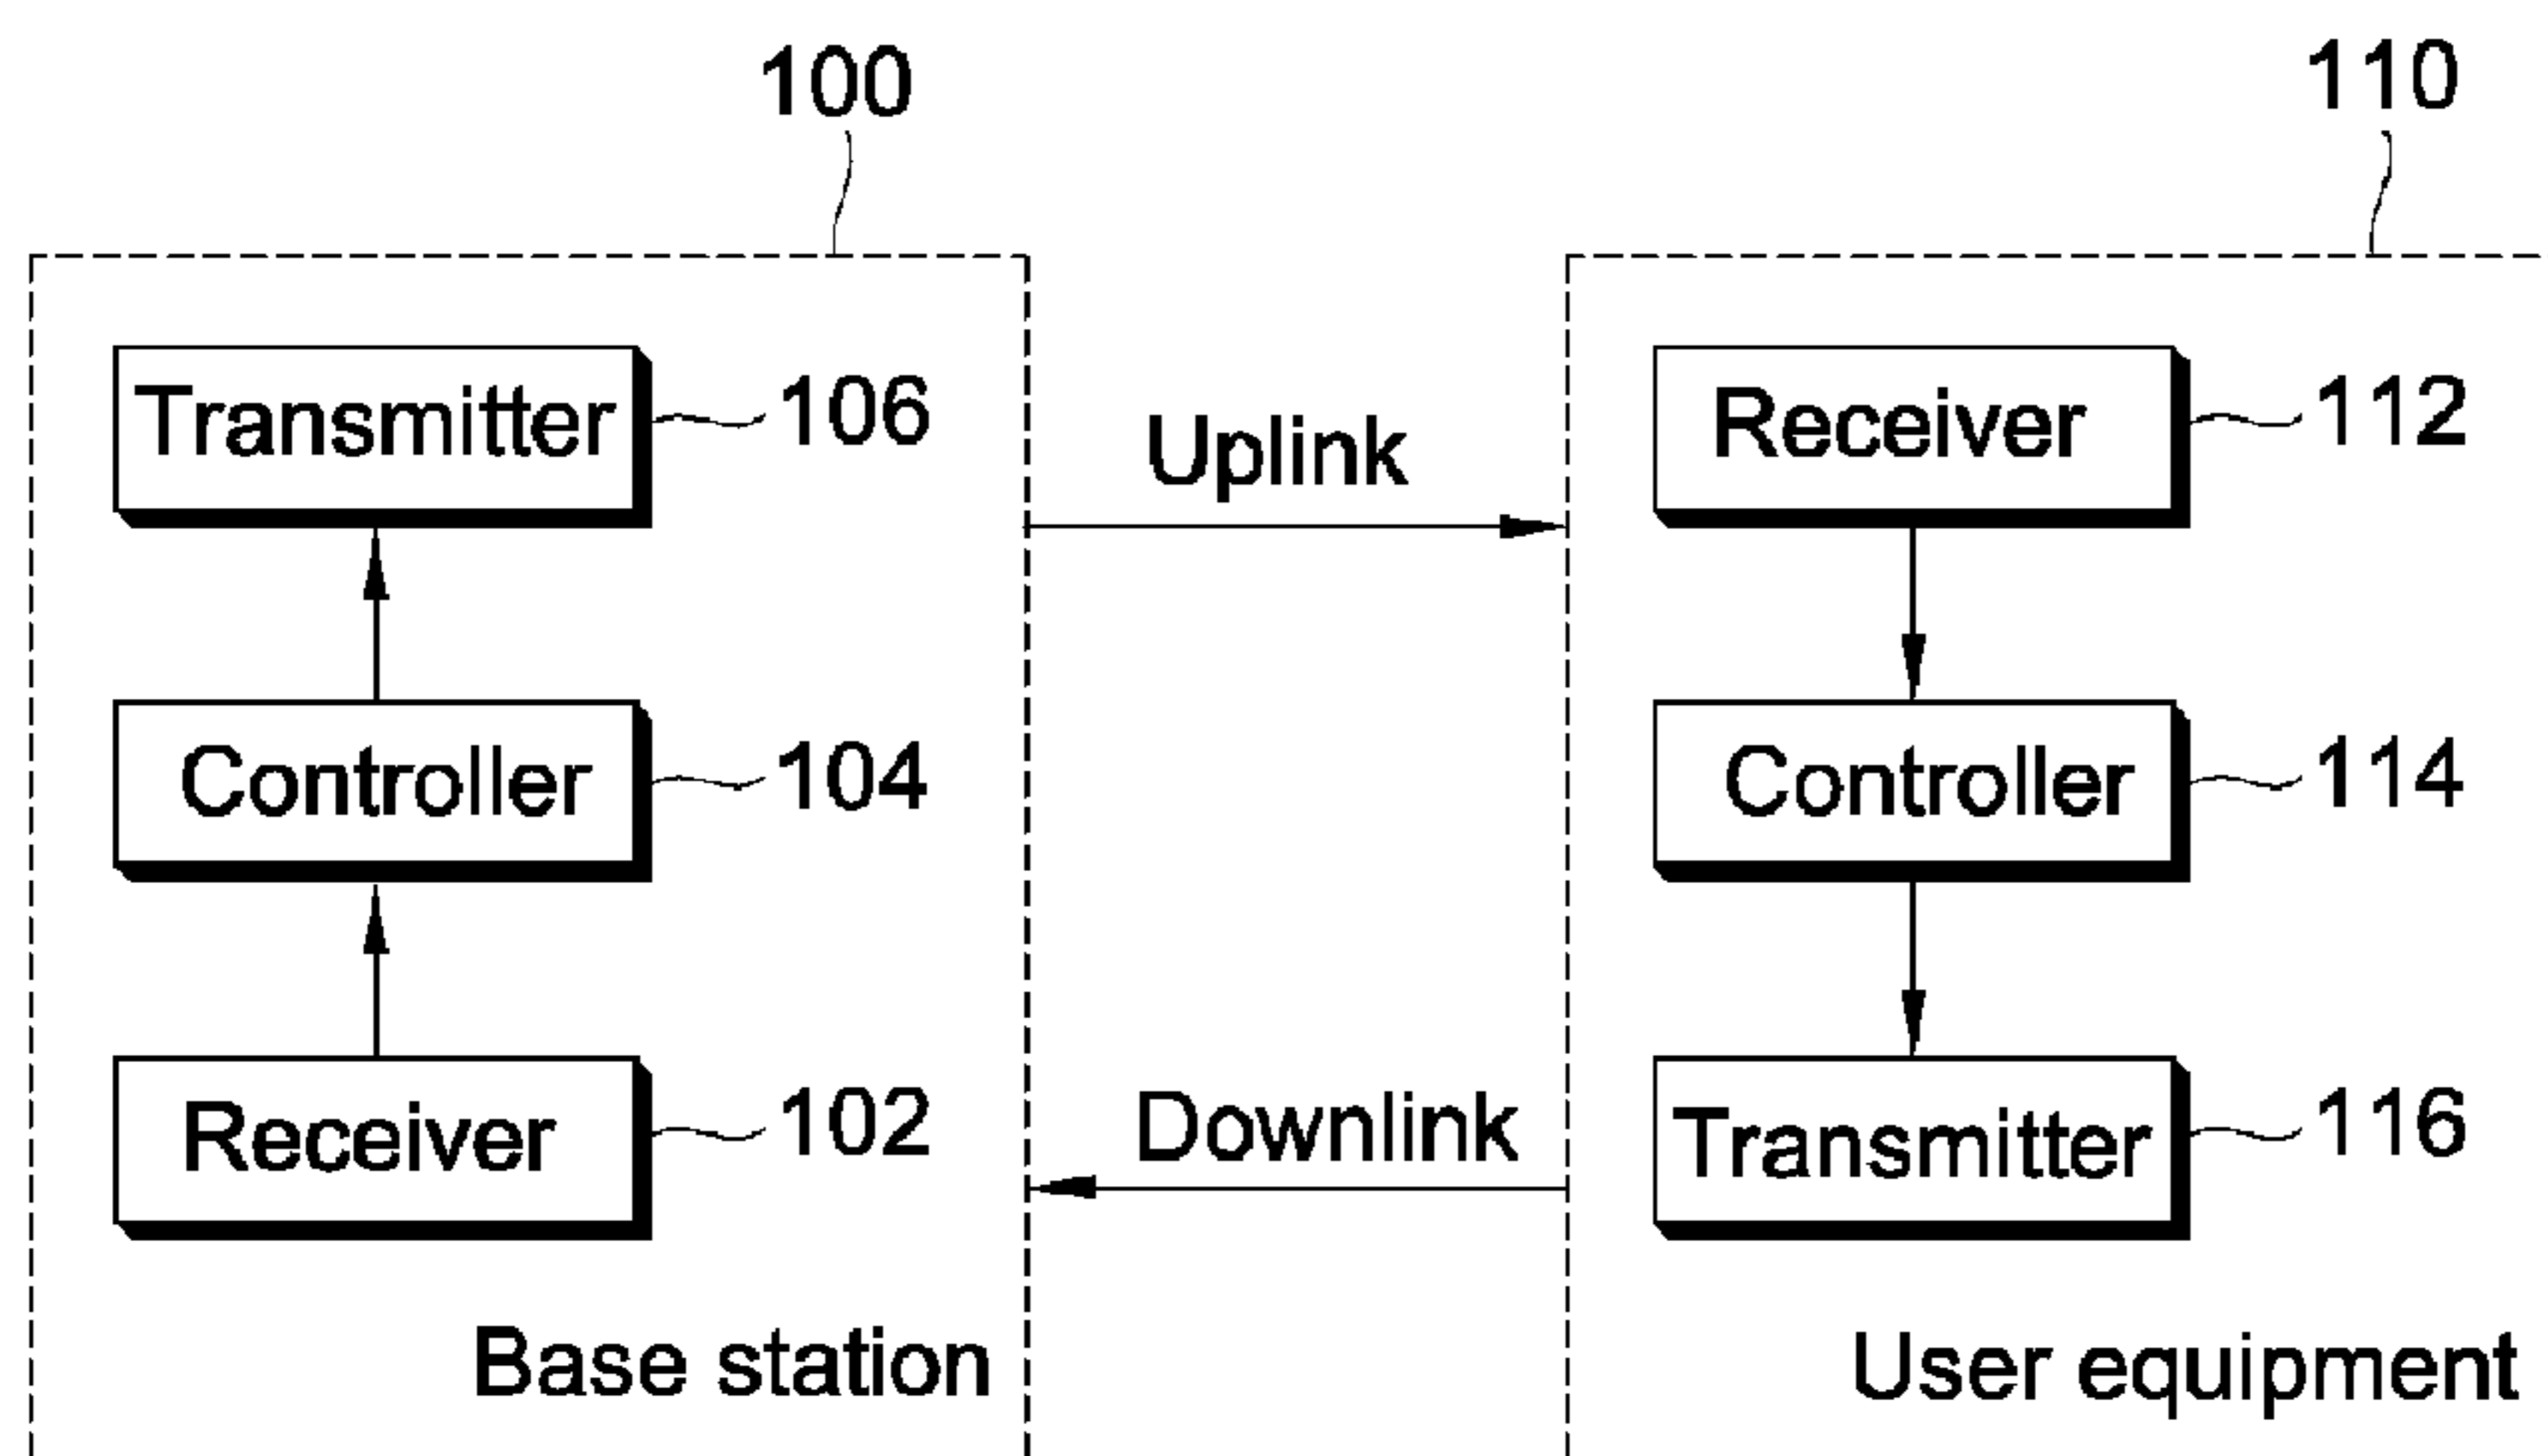 100
110
Transmitter
106
Uplink
Receiver
112
Controller
104
Controller
114
Receiver
102
Downlink
Transmitter
116
Base station
User equipment